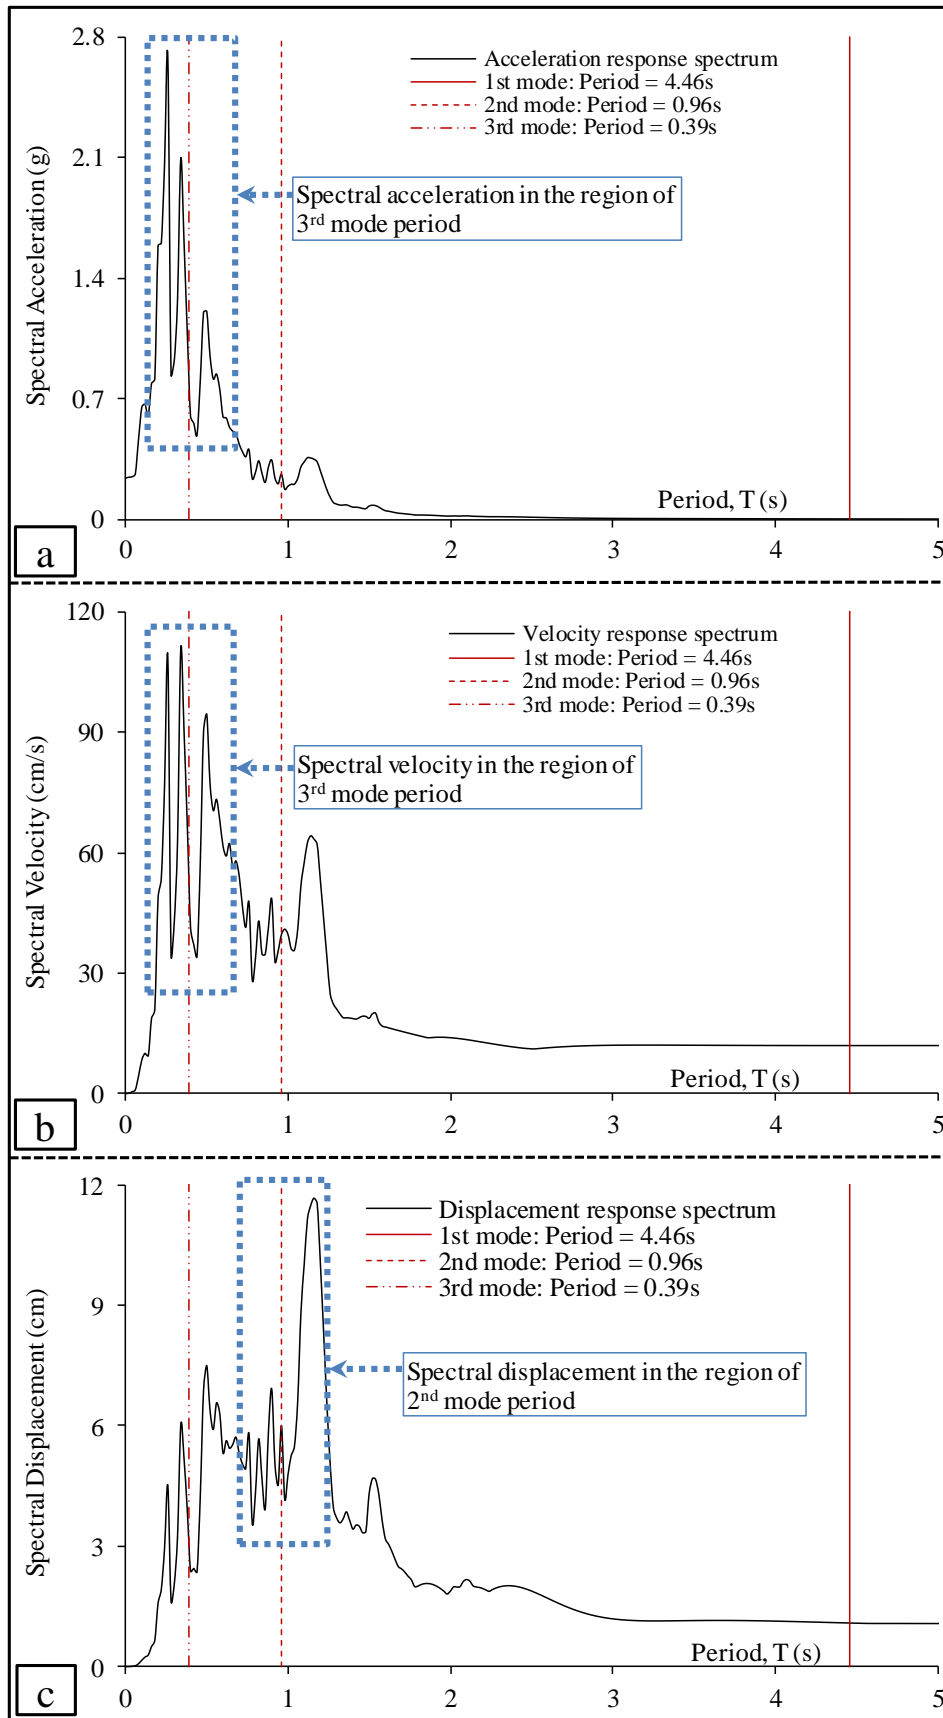 2.8
2.1
1.4
0.7
0
Spectral Acceleration (g)
Acceleration response spectrum
1st mode: Period = 4.46s
2nd mode: Period = 0.96s
3rd mode: Period = 0.39s
Spectral acceleration in the region of
3rd mode period
Period, T (s)
0 1 2 3 4 5
a
120
90
60
30
0
Spectral Velocity (cm/s)
Velocity response spectrum
1st mode: Period = 4.46s
2nd mode: Period = 0.96s
3rd mode: Period = 0.39s
Spectral velocity in the region of
3rd mode period
Period, T (s)
0 1 2 3 4 5
b
12
9
6
3
0
Spectral Displacement (cm)
Displacement response spectrum
1st mode: Period = 4.46s
2nd mode: Period = 0.96s
3rd mode: Period = 0.39s
Spectral displacement in the region of
2nd mode period
Period, T (s)
0 1 2 3 4 5
c